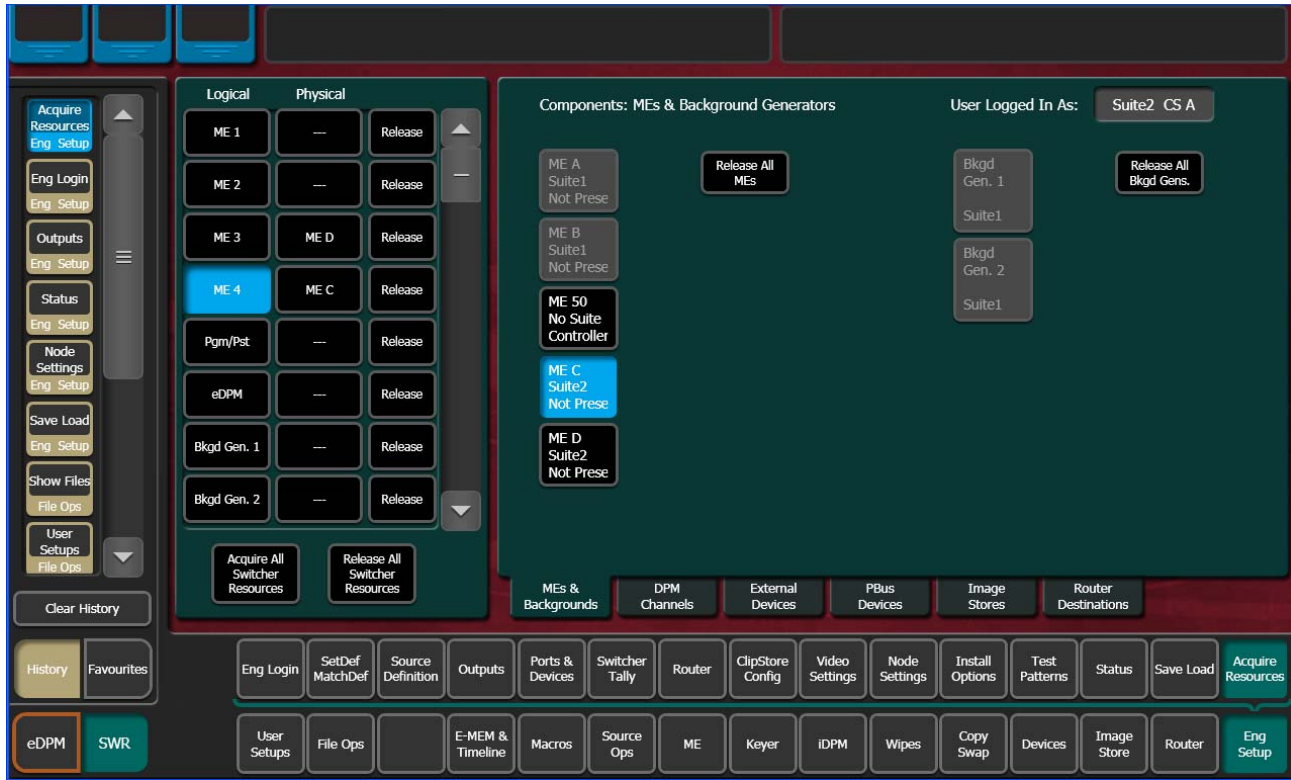 Acquire
Resources
Eng Setup
Eng Login
Eng Setup
Outputs
Eng Setup
Status
Eng Setup
Node
Settings
Eng Setup
Save Load
Eng Setup
Show Files
File Ops
User
Setups
File Ops
Clear History
History Favourites
eDPM SWR
Logical Physical
ME 1 --- Release
ME 2 --- Release
ME 3 ME D Release
ME 4 ME C Release
Pgm/Pst --- Release
eDPM --- Release
Bkgd Gen. 1 --- Release
Bkgd Gen. 2 --- Release
Acquire All
Switcher
Resources
Release All
Switcher
Resources
Components: MEs & Background Generators
User Logged In As: Suite2 CS A
ME A
Suite1
Not Prese
ME B
Suite1
Not Prese
ME 50
No Suite
Controller
ME C
Suite2
Not Prese
ME D
Suite2
Not Prese
Release All
MEs
Bkgd
Gen. 1
Suite1
Bkgd
Gen. 2
Suite1
Release All
Bkgd Gens.
MEs &
Backgrounds
DPM
Channels
External
Devices
PBus
Devices
Image
Stores
Router
Destinations
Eng Login
SetDef
MatchDef
Source
Definition
Outputs
Ports &
Devices
Switcher
Tally
Router
ClipStore
Config
Video
Settings
Node
Settings
Install
Options
Test
Patterns
Status
Save Load
Acquire
Resources
User
Setups
File Ops
E-MEM &
Timeline
Macros
Source
Ops
ME
Keyer
iDPM
Wipes
Copy
Swap
Devices
Image
Store
Router
Eng
Setup